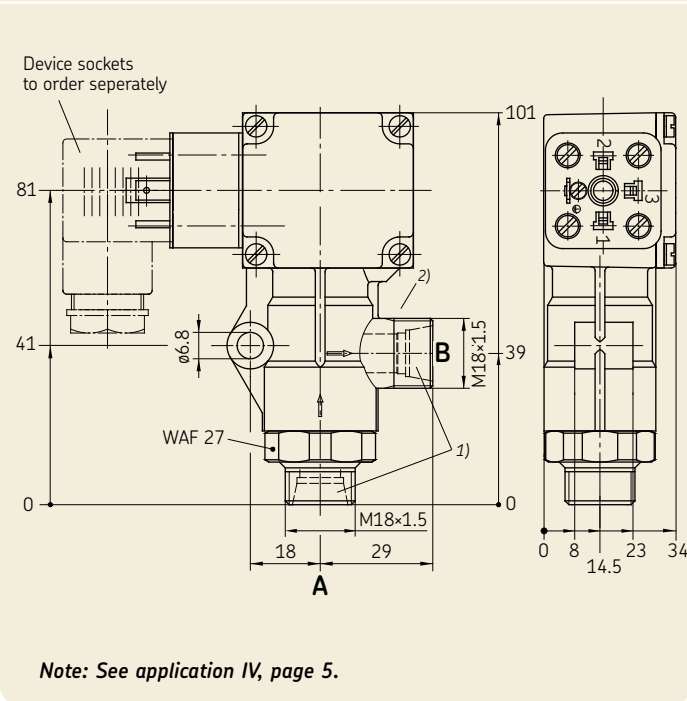 Device sockets
to order seperately
101
81
2
3
1
2)
41
ø6.8
B
M18×1.5
39
WAF 27
1)
0
0
M18×1.5
18
29
A
0
8
14.5
23
34
Note: See application IV, page 5.